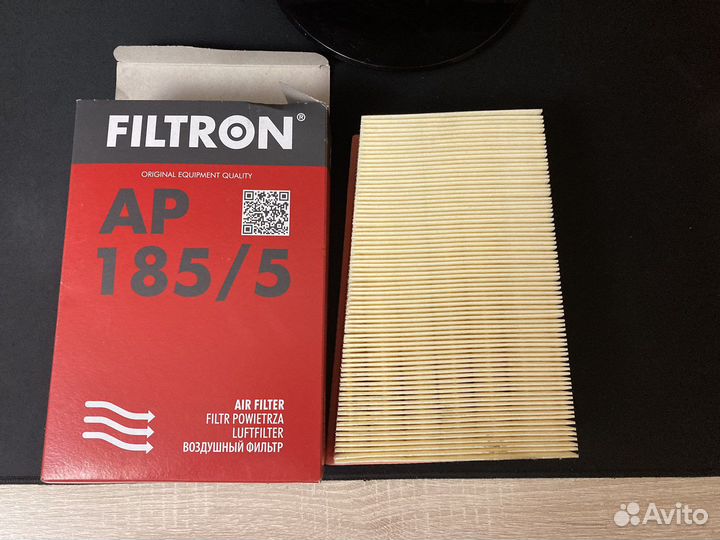 FILTRON®
ORIGINAL EQUIPMENT QUALITY
AP
185/5
AIR FILTER
FILTR POWIETRZA
LUFTFILTER
ВОЗДУШНЫЙ ФИЛЬТР
Avito